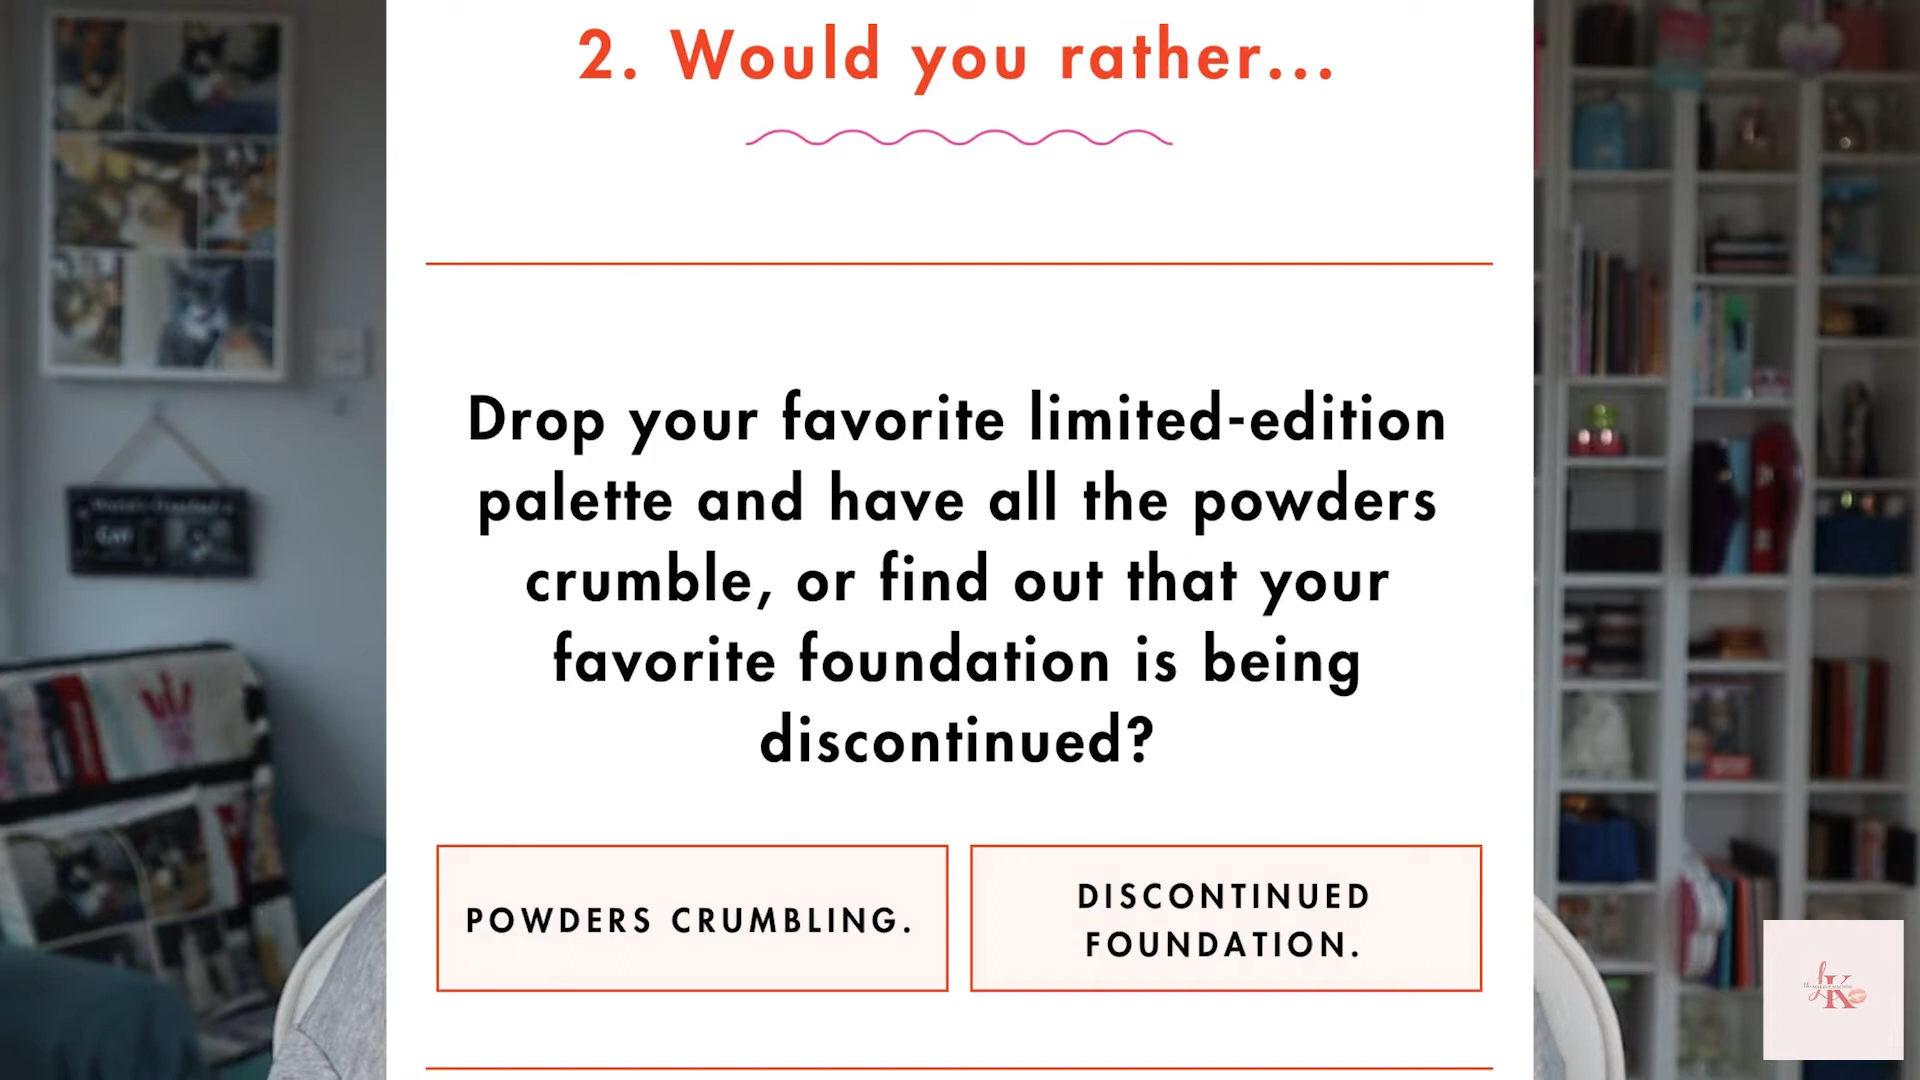 2. Would you rather...
Drop your favorite limited-edition
palette and have all the powders
crumble, or find out that your
favorite foundation is being
discontinued?
POWDERS CRUMBLING.
DISCONTINUED
FOUNDATION.
CAT
K